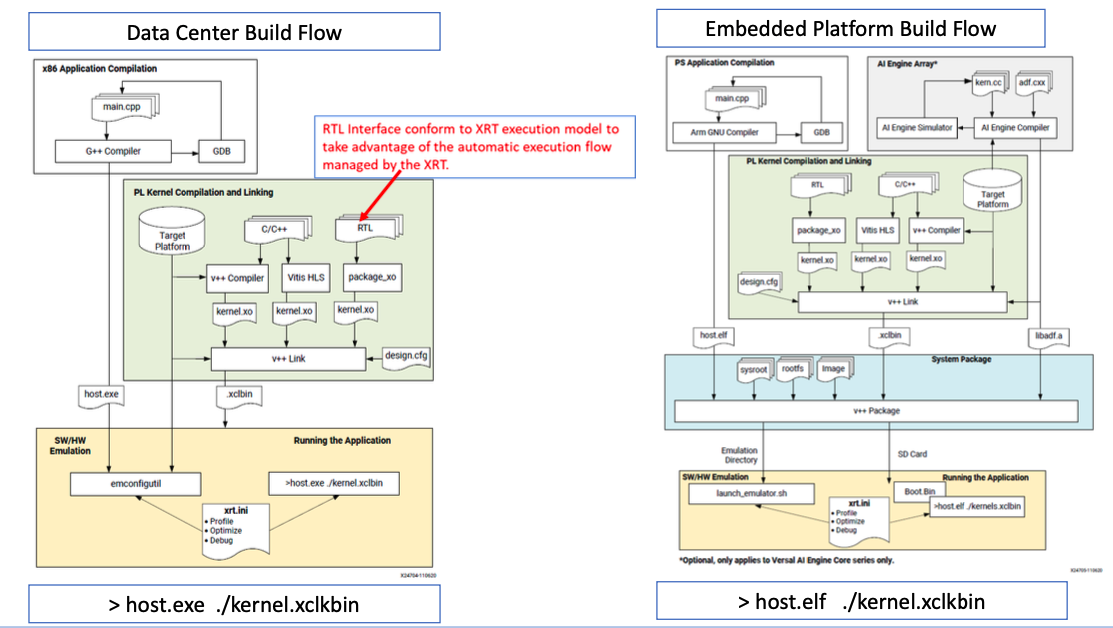 Data Center Build Flow
x86 Application Compilation
main.cpp
G++ Compiler
GDB
RTL Interface conform to XRT execution model to
take advantage of the automatic execution flow
managed by the XRT.
PL Kernel Compilation and Linking
Target
Platform
C/C++
RTL
v++ Compiler
Vitis HLS
package_xo
kernel.xo
kernel.xo
kernel.xo
v++ Link
design.cfg
host.exe
.xclbin
SW/HW
Emulation
Running the Application
emconfigutil
>host.exe ./kernel.xclbin
xrt.ini
• Profile
• Optimize
• Debug
X24704-110620
> host.exe ./kernel.xclkbin
Embedded Platform Build Flow
PS Application Compilation
main.cpp
Arm GNU Compiler
GDB
AI Engine Array*
kern.cc
adf.cxx
AI Engine Simulator
AI Engine Compiler
PL Kernel Compilation and Linking
RTL
C/C++
Target
Platform
package_xo
Vitis HLS
v++ Compiler
kernel.xo
kernel.xo
kernel.xo
design.cfg
v++ Link
host.elf
.xclbin
libadf.a
System Package
sysroot
rootfs
Image
v++ Package
Emulation
Directory
SD Card
SW/HW Emulation
Running the Application
launch_emulator.sh
Boot.Bin
>host.elf ./kernels.xclbin
xrt.ini
• Profile
• Optimize
• Debug
*Optional, only applies to Versal AI Engine Core series only.
> host.elf ./kernel.xclkbin